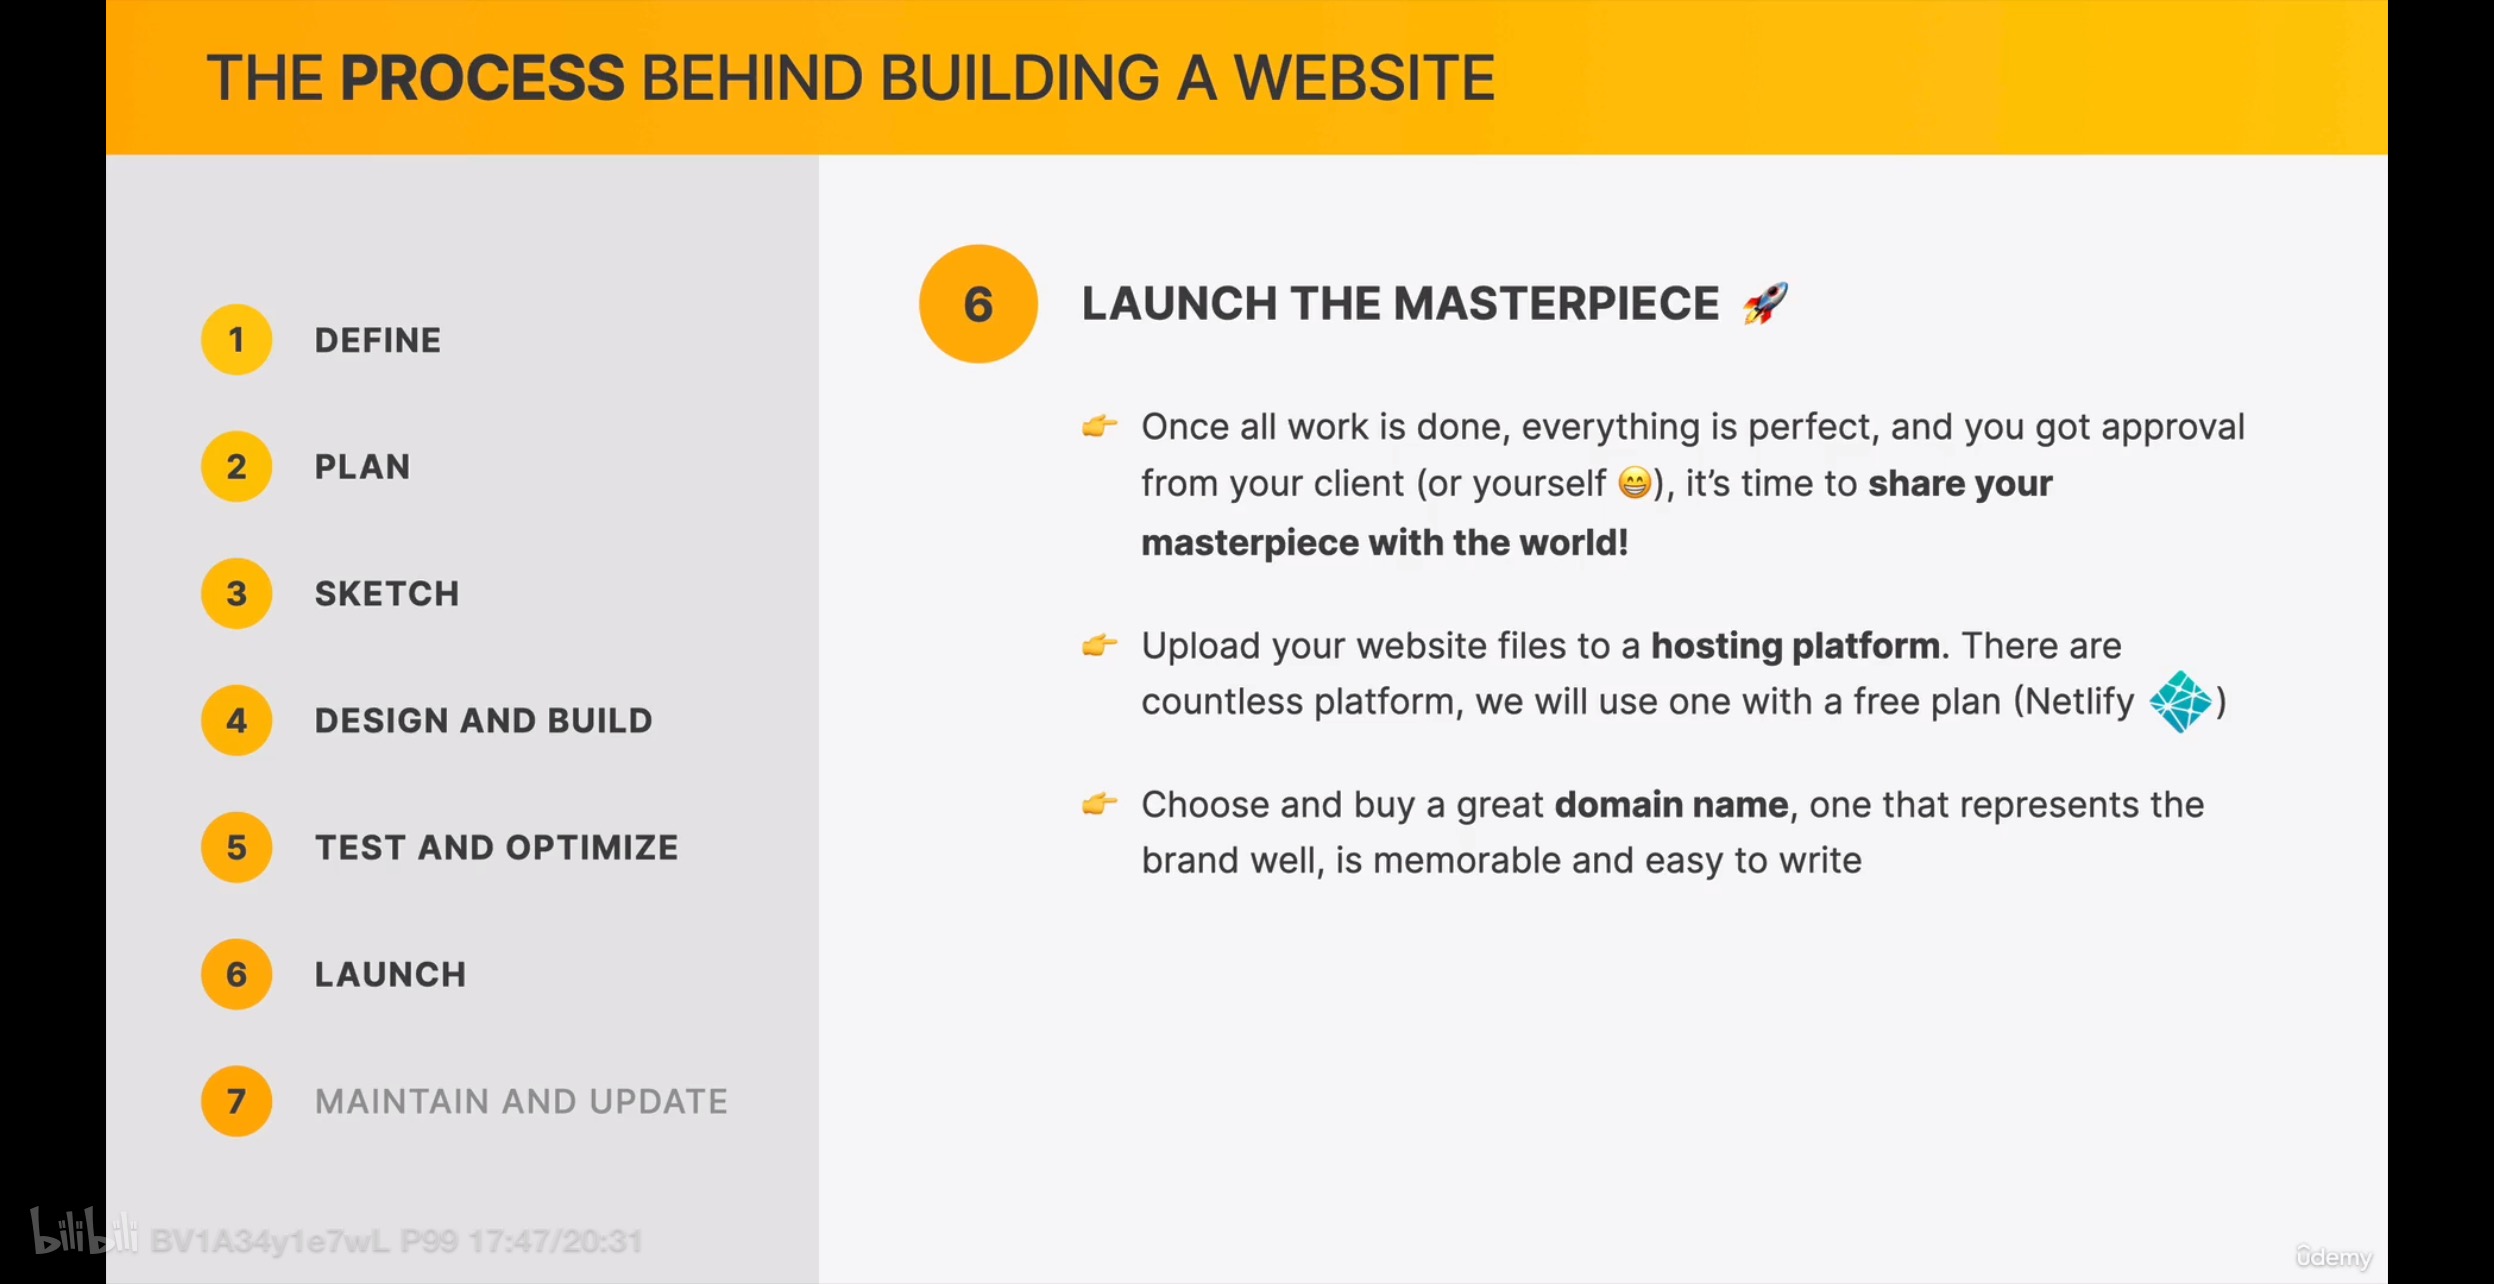 THE PROCESS BEHIND BUILDING A WEBSITE
1 DEFINE
2 PLAN
3 SKETCH
4 DESIGN AND BUILD
5 TEST AND OPTIMIZE
6 LAUNCH
7 MAINTAIN AND UPDATE
6 LAUNCH THE MASTERPIECE 🚀
👉 Once all work is done, everything is perfect, and you got approval
from your client (or yourself 😁), it’s time to share your
masterpiece with the world!
👉 Upload your website files to a hosting platform. There are
countless platform, we will use one with a free plan (Netlify )
👉 Choose and buy a great domain name, one that represents the
brand well, is memorable and easy to write
bilibili BV1A34y1e7wL P99 17:47/20:31
ûdemy